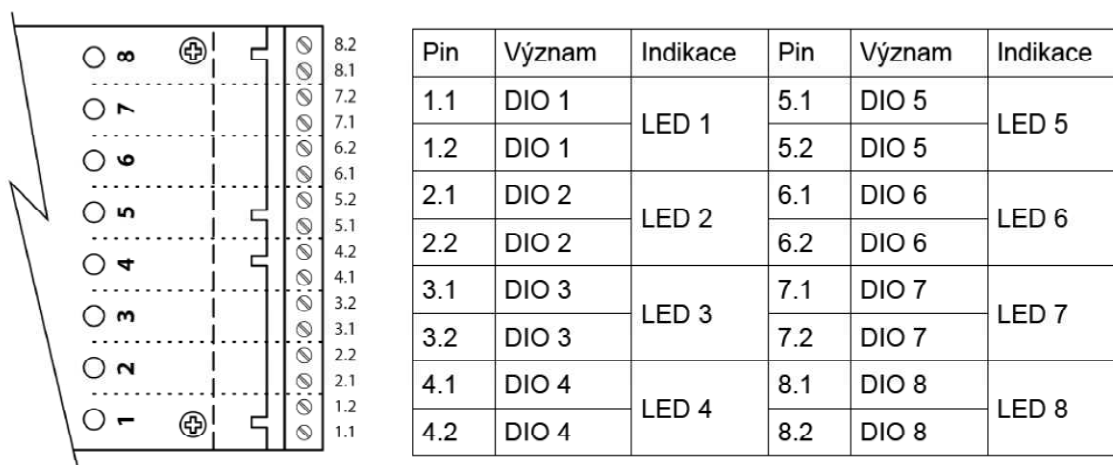 8
8.2
8.1
7
7.2
7.1
6
6.2
6.1
5
5.2
5.1
4
4.2
4.1
3
3.2
3.1
2
2.2
2.1
1
1.2
1.1
Pin Význam Indikace Pin Význam Indikace
1.1 DIO 1 LED 1 5.1 DIO 5 LED 5
1.2 DIO 1 5.2 DIO 5
2.1 DIO 2 LED 2 6.1 DIO 6 LED 6
2.2 DIO 2 6.2 DIO 6
3.1 DIO 3 LED 3 7.1 DIO 7 LED 7
3.2 DIO 3 7.2 DIO 7
4.1 DIO 4 LED 4 8.1 DIO 8 LED 8
4.2 DIO 4 8.2 DIO 8